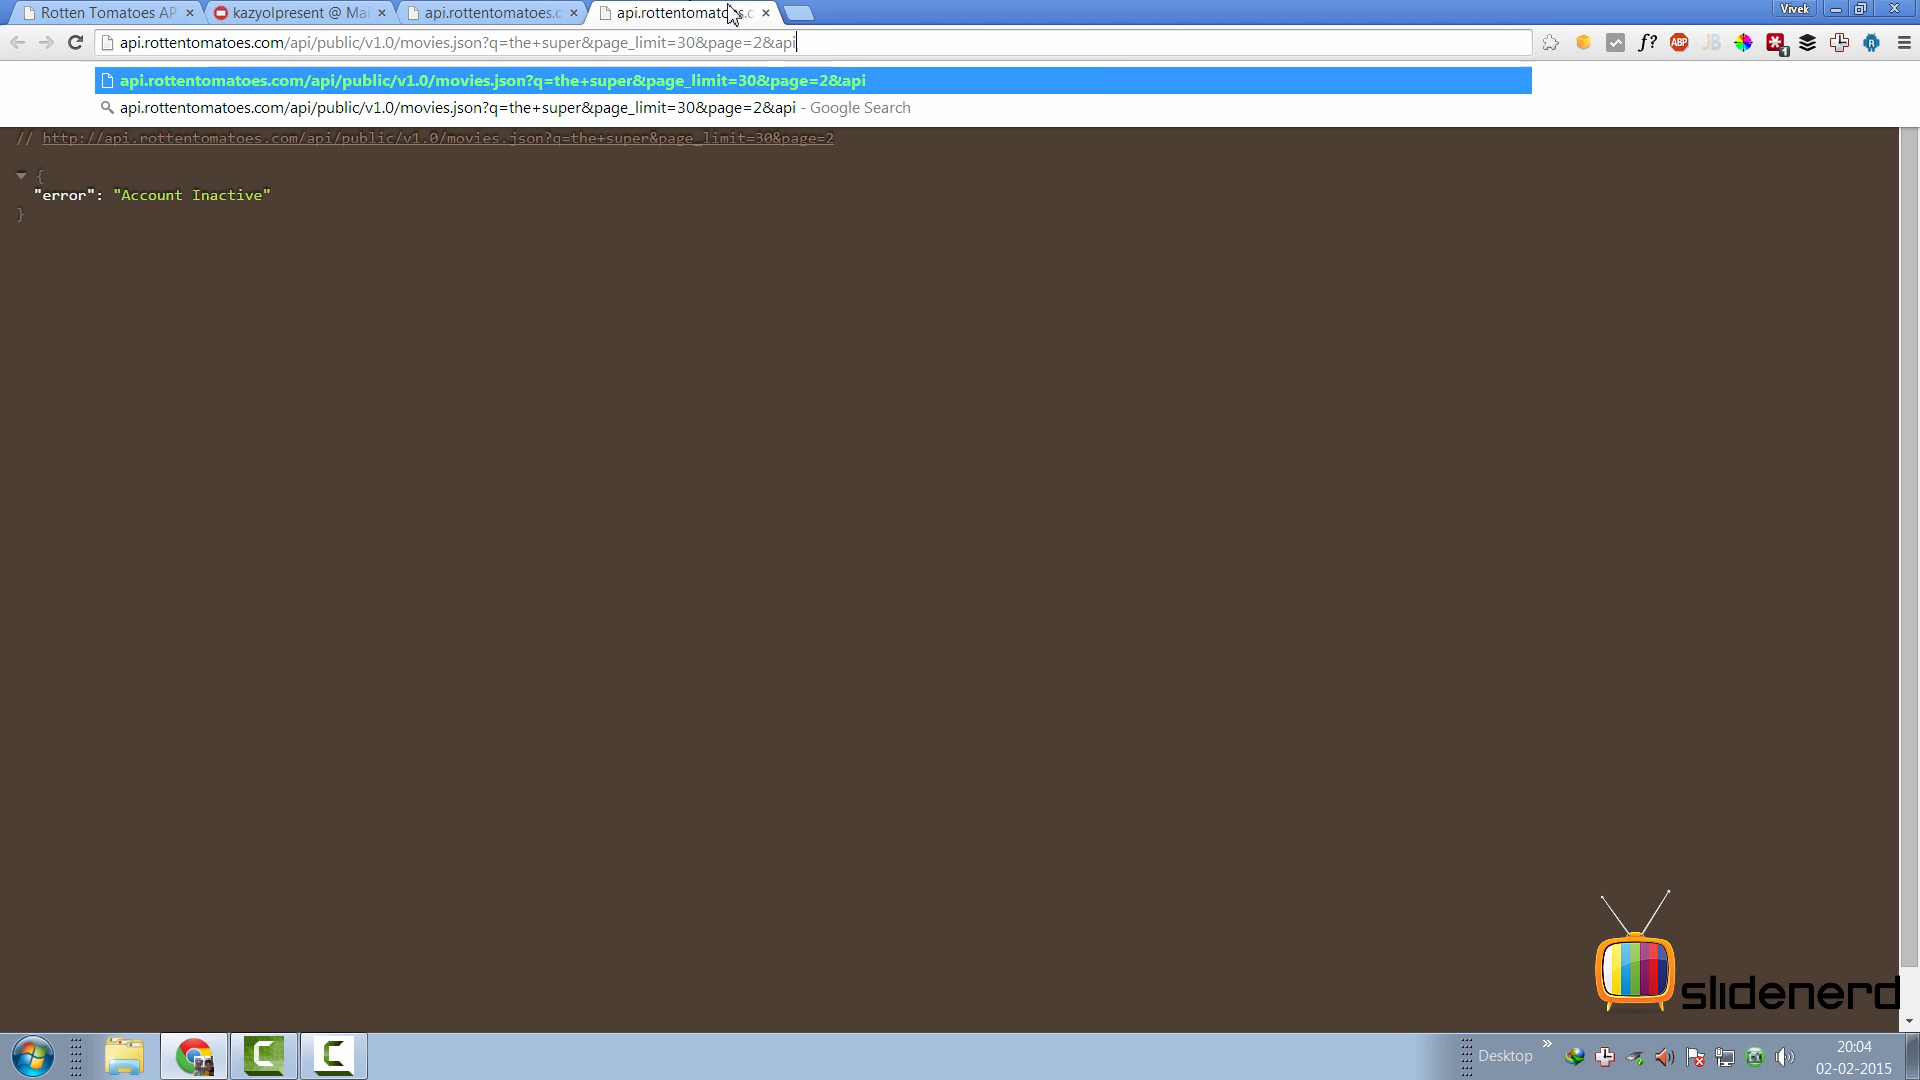 Rotten Tomatoes AP
kazyolpresent @ Mai
api.rottentomatoes.c
Vivek
api.rottentomatoes.com/api/public/v1.0/movies.json?q=the+super&page_limit=30&page=2&api
f?
ABP
JB
1
R
api.rottentomatoes.com/api/public/v1.0/movies.json?q=the+super&page_limit=30&page=2&api
api.rottentomatoes.com/api/public/v1.0/movies.json?q=the+super&page_limit=30&page=2&api - Google Search
// http://api.rottentomatoes.com/api/public/v1.0/movies.json?q=the+super&page_limit=30&page=2
{
"error": "Account Inactive"
}
slidenerd
Desktop
20:04
02-02-2015